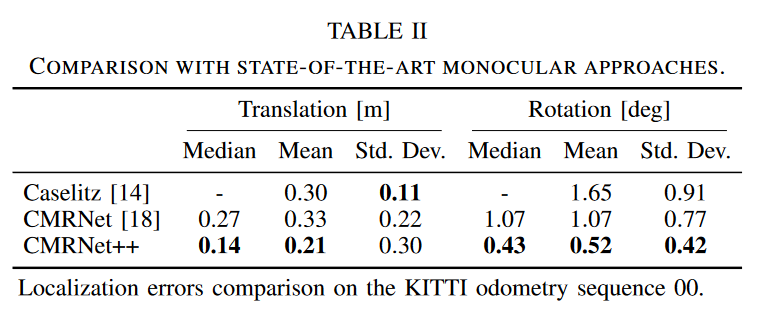 TABLE II
COMPARISON WITH STATE-OF-THE-ART MONOCULAR APPROACHES.
Translation [m] Rotation [deg]
Median Mean Std. Dev. Median Mean Std. Dev.
Caselitz [14] - 0.30 0.11 - 1.65 0.91
CMRNet [18] 0.27 0.33 0.22 1.07 1.07 0.77
CMRNet++ 0.14 0.21 0.30 0.43 0.52 0.42
Localization errors comparison on the KITTI odometry sequence 00.